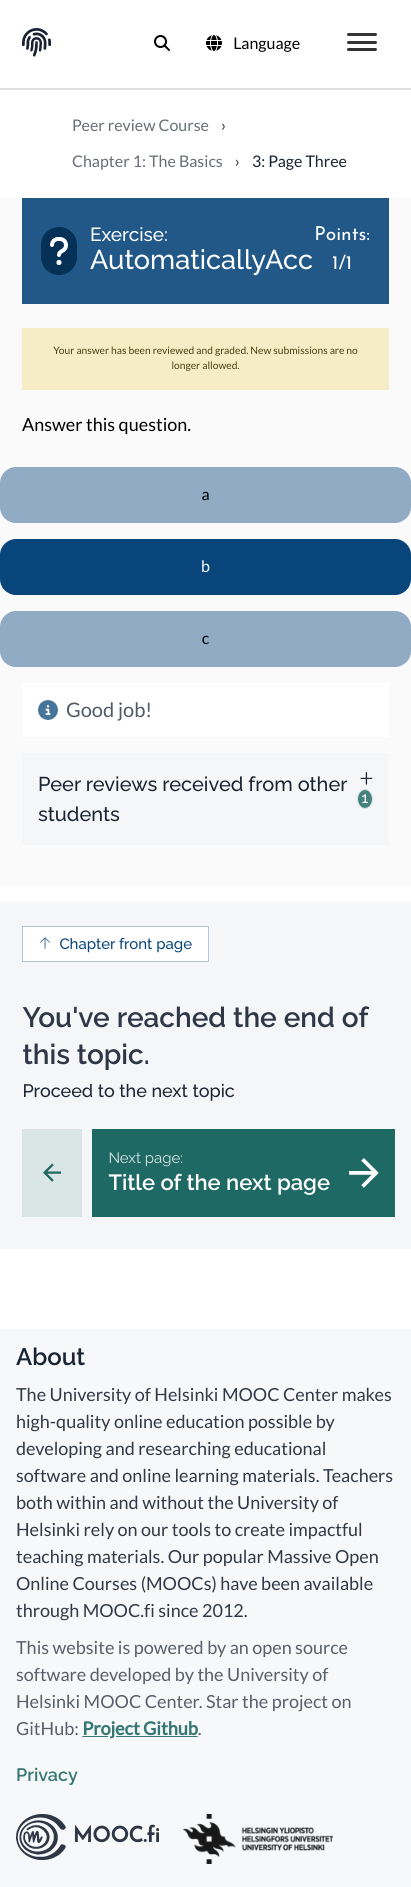 Language
Peer review Course ›
Chapter 1: The Basics › 3: Page Three
Exercise:
AutomaticallyAcc
Points:
1/1
Your answer has been reviewed and graded. New submissions are no
longer allowed.
Answer this question.
a
b
c
Good job!
Peer reviews received from other
students
1
Chapter front page
You've reached the end of
this topic.
Proceed to the next topic
Next page:
Title of the next page
About
The University of Helsinki MOOC Center makes
high-quality online education possible by
developing and researching educational
software and online learning materials. Teachers
both within and without the University of
Helsinki rely on our tools to create impactful
teaching materials. Our popular Massive Open
Online Courses (MOOCs) have been available
through MOOC.fi since 2012.
This website is powered by an open source
software developed by the University of
Helsinki MOOC Center. Star the project on
GitHub: Project Github.
Privacy
MOOC.fi
HELSINGIN YLIOPISTO
HELSINGFORS UNIVERSITET
UNIVERSITY OF HELSINKI